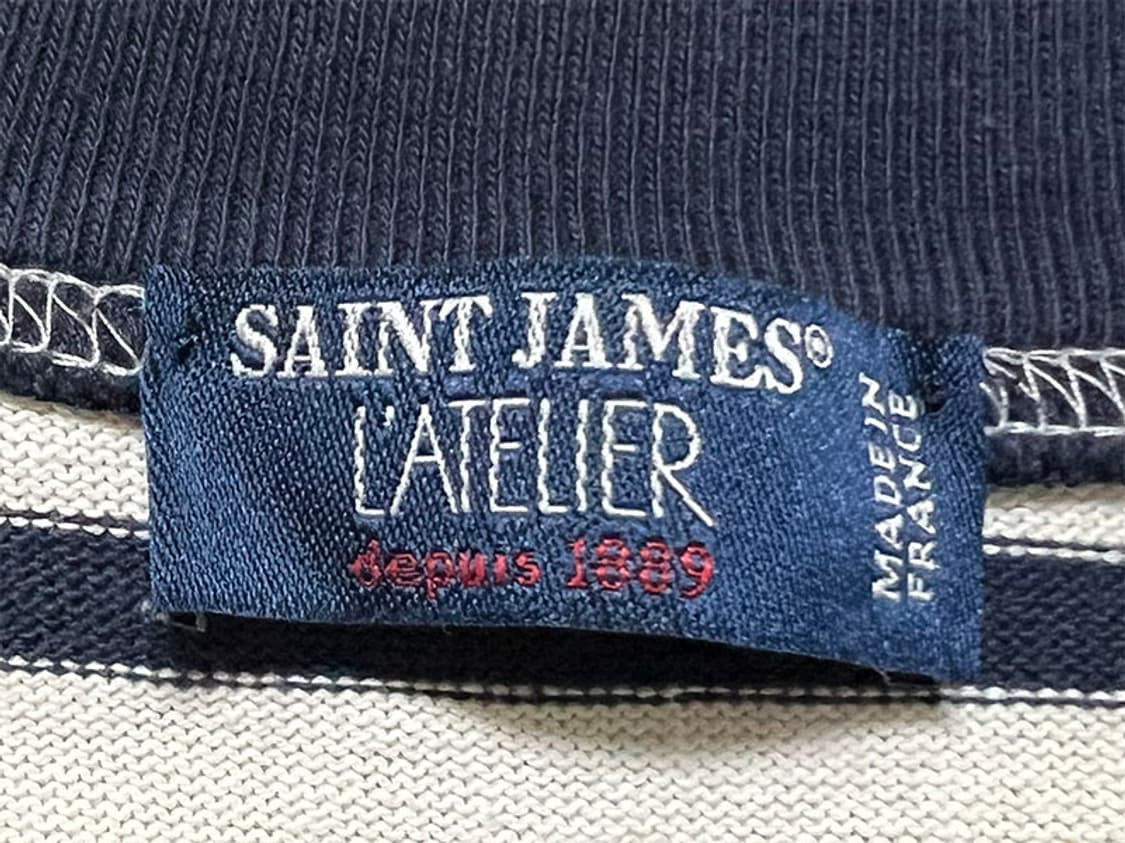 SAINT JAMES®
L'ATELIER
depuis 1889
MADE IN
FRANCE